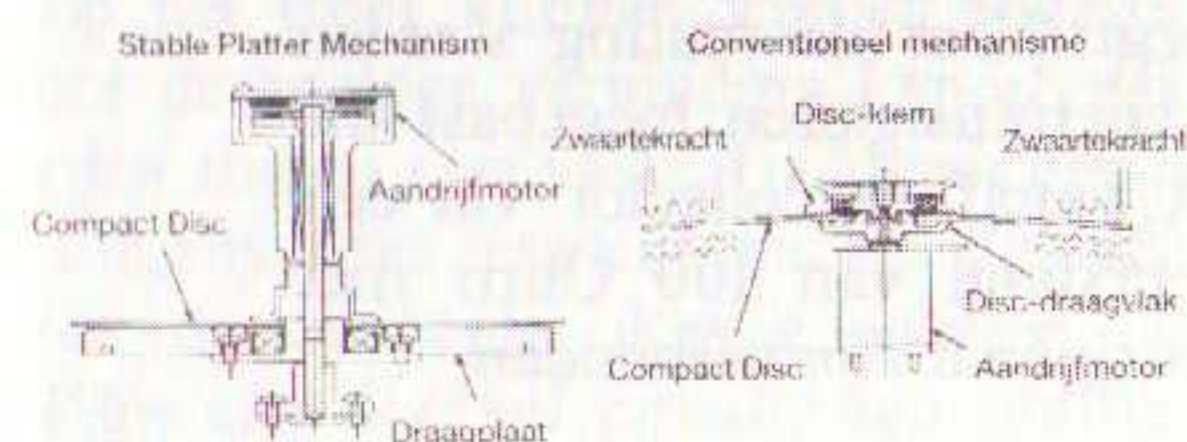 Stable Platter Mechanism
Aandrijfmotor
Compact Disc
Draagplaat
Conventioneel mechanisme
Disc-klem
Zwaartekracht
Zwaartekracht
Disc-draagvlak
Compact Disc
Aandrijfmotor